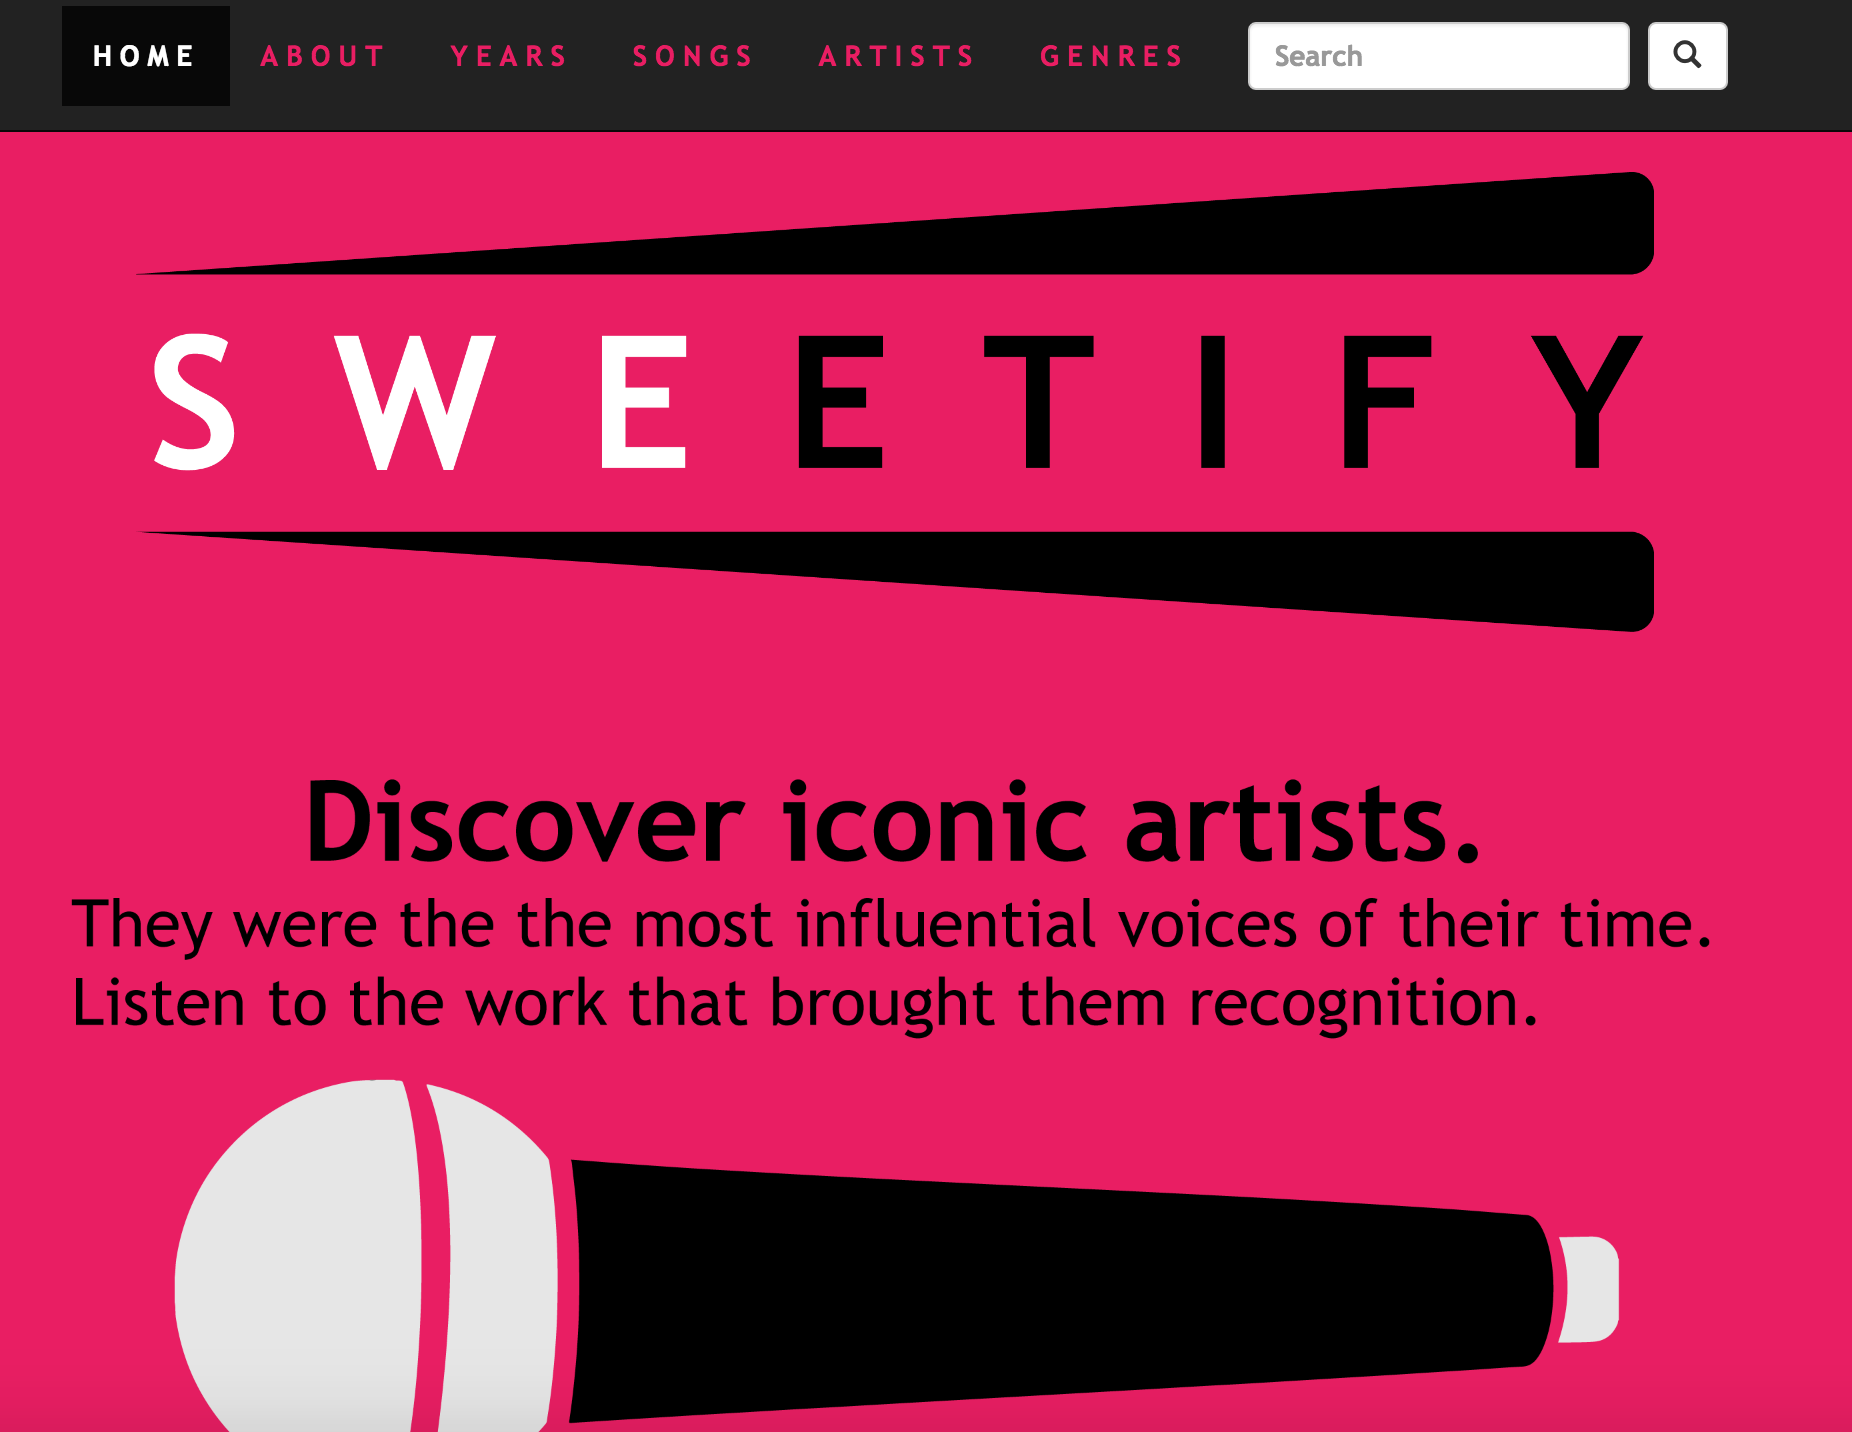 HOME ABOUT YEARS SONGS ARTISTS GENRES Search
SWEETIFY
Discover iconic artists.
They were the the most influential voices of their time.
Listen to the work that brought them recognition.